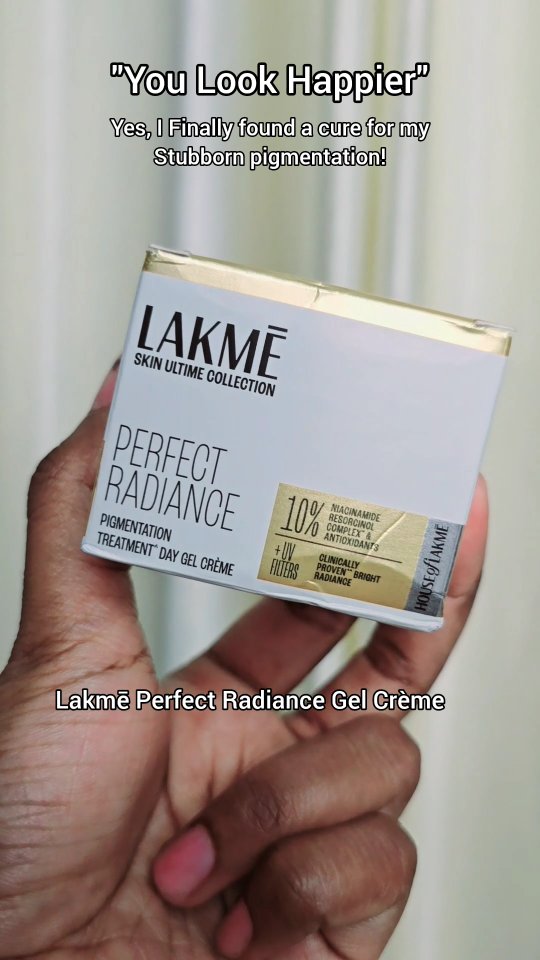 "You Look Happier"
Yes, I Finally found a cure for my
Stubborn pigmentation!
LAKMĒ
SKIN ULTIME COLLECTION
PERFECT
RADIANCE
PIGMENTATION
TREATMENT* DAY GEL CRÈME
10%
NIACINAMIDE
RESORCINOL
COMPLEX^ &
ANTIOXIDANTS
+ UV
FILTERS
CLINICALLY
PROVEN** BRIGHT
RADIANCE
HOUSE of LAKMĒ
Lakmē Perfect Radiance Gel Crème